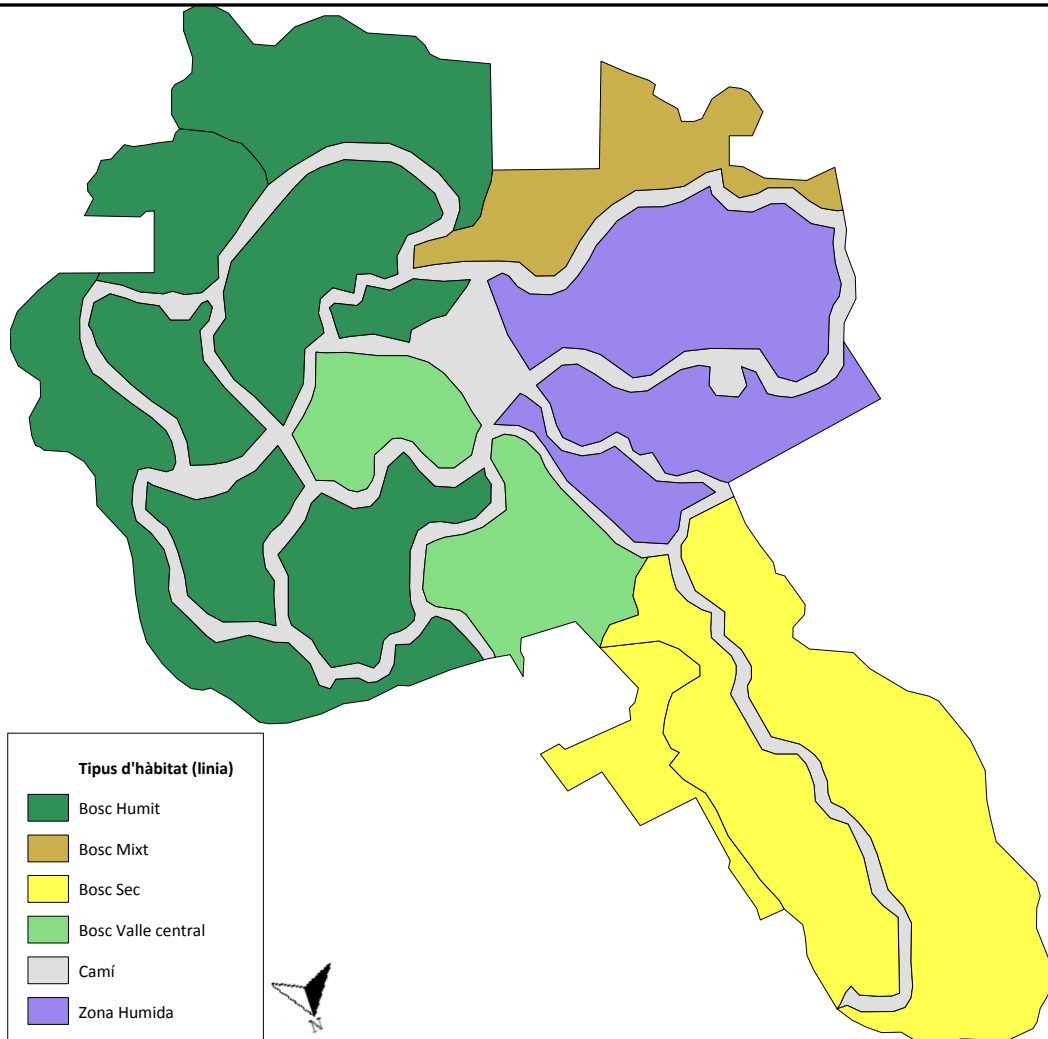 Tipus d'hàbitat (linia)
Bosc Humit
Bosc Mixt
Bosc Sec
Bosc Valle central
Camí
Zona Humida
N